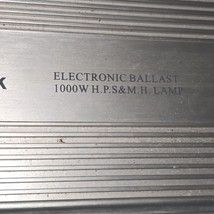 ELECTRONIC BALLAST
1000W H.P.S&M.H. LAMP